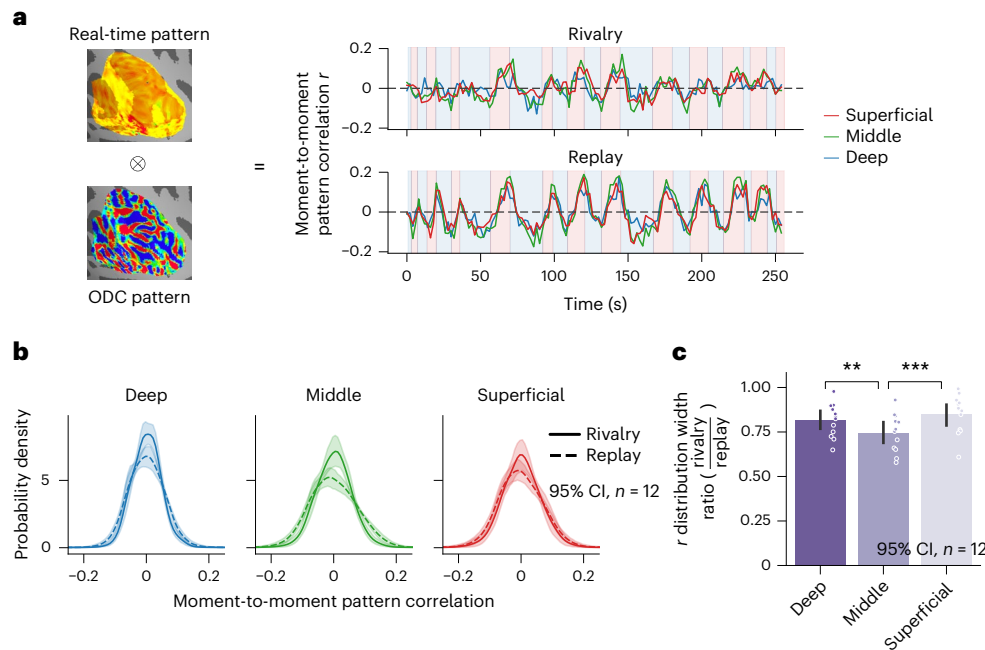 a
Real-time pattern
⊗
ODC pattern
=
Moment-to-moment
pattern correlation r
Rivalry
0.2
0
−0.2
Replay
0.2
0
−0.2
0 50 100 150 200 250
Time (s)
Superficial
Middle
Deep
b
Probability density
Deep
Middle
Superficial
5
0
−0.2 0 0.2
−0.2 0 0.2
−0.2 0 0.2
Moment-to-moment pattern correlation
Rivalry
Replay
95% CI, n = 12
c
r distribution width
ratio (rivalry/replay)
** ***
1.00
0.75
0.50
0.25
0
95% CI, n = 12
Deep
Middle
Superficial